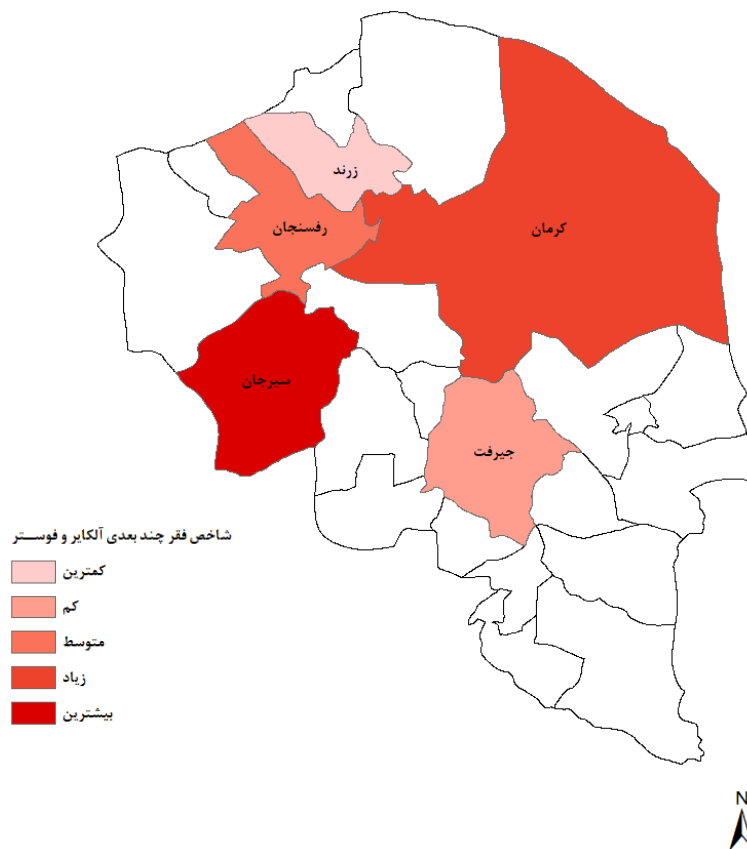 زرند
رفسنجان
کرمان
سیرجان
جیرفت
شاخص فقر چند بعدی آلکایر و فوستر
کمترین
کم
متوسط
زیاد
بیشترین
N